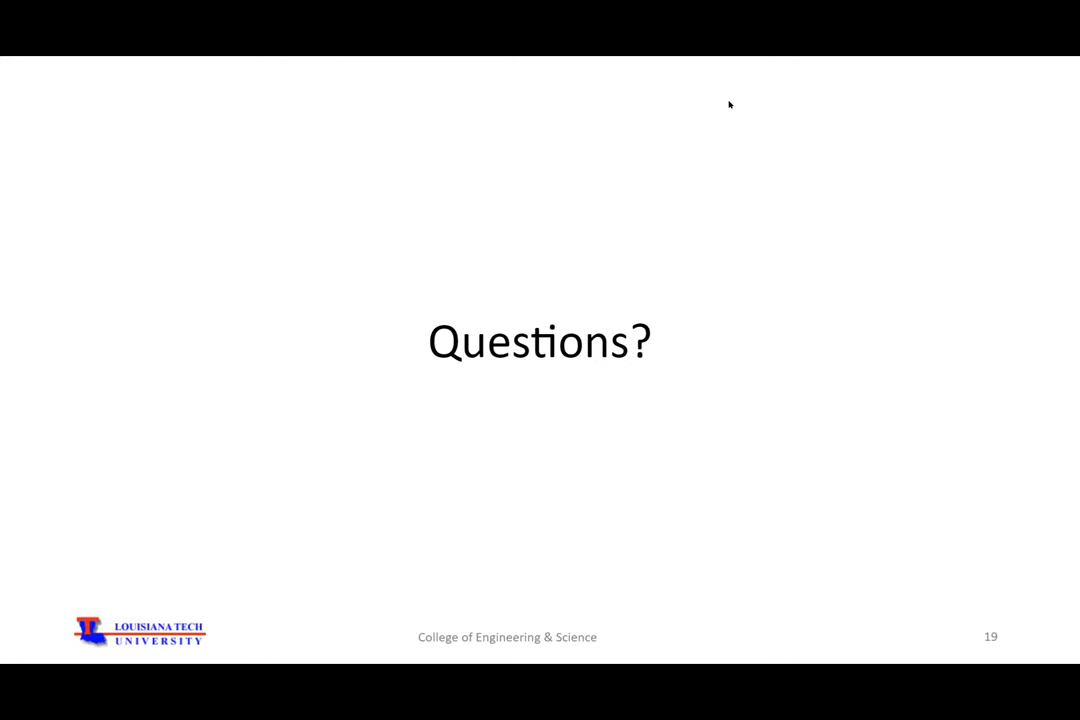 Questions?
LOUISIANA TECH
UNIVERSITY
College of Engineering & Science
19